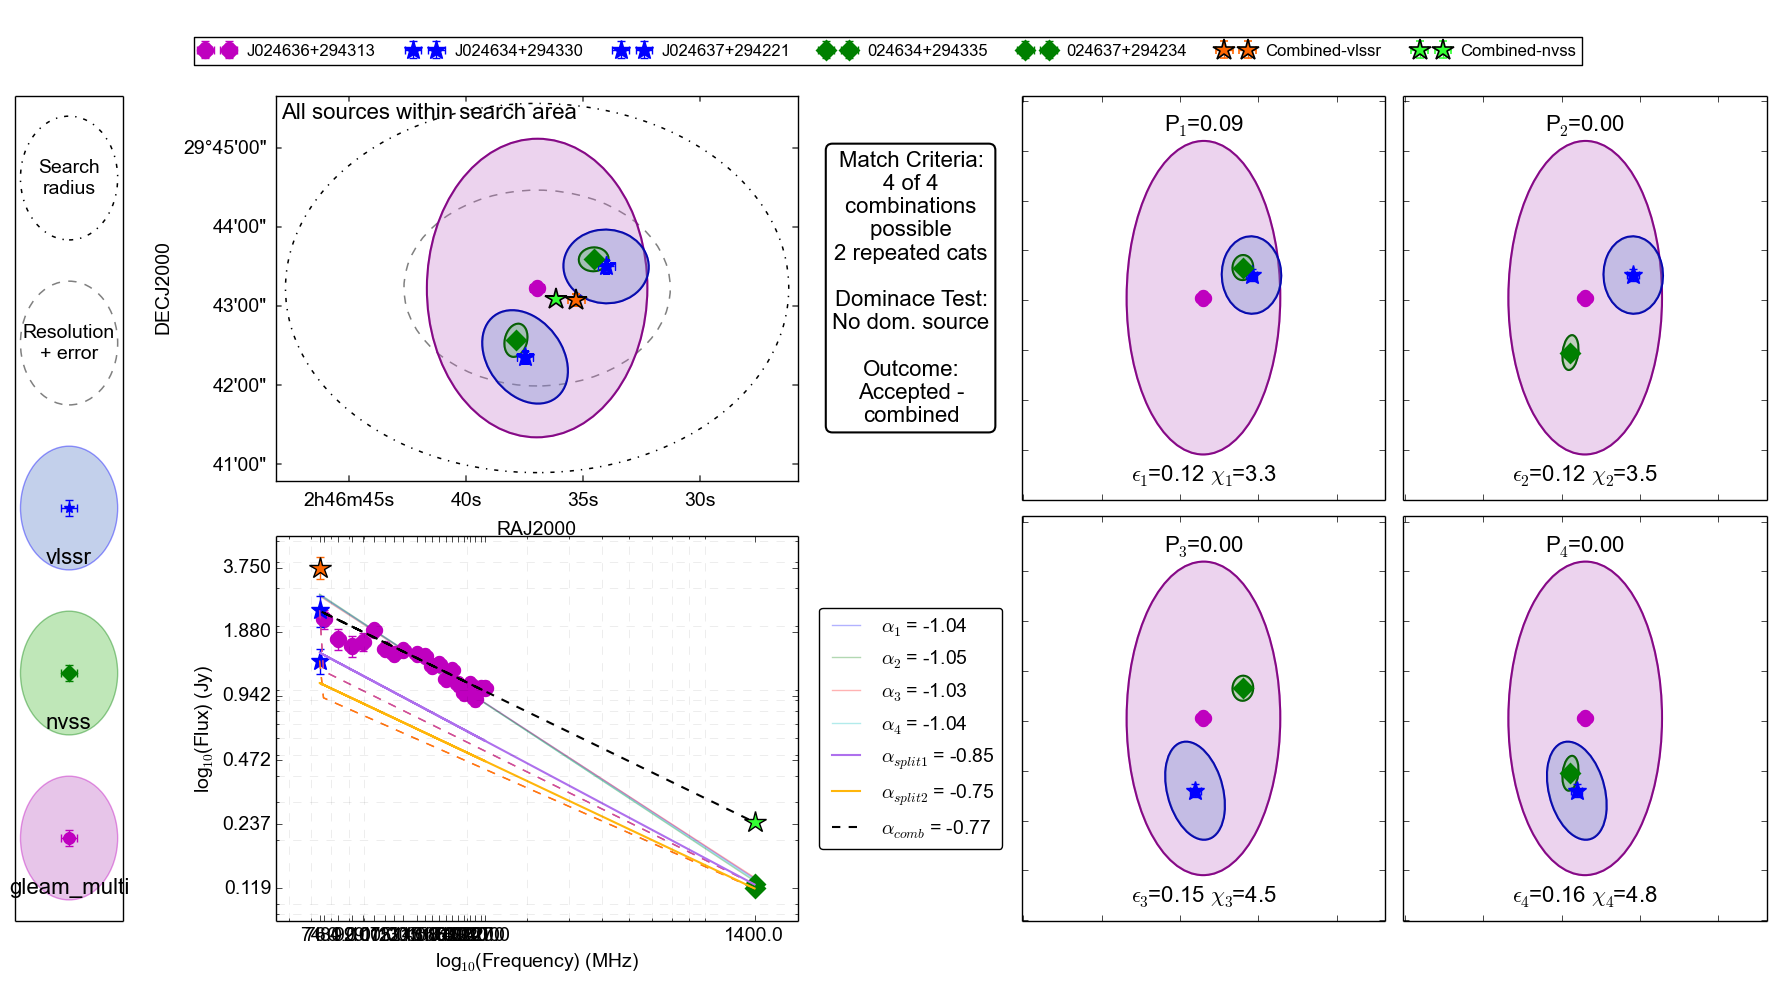 J024636+294313 J024634+294330 J024637+294221 024634+294335 024637+294234 Combined-vlssr Combined-nvss
Search
radius
Resolution
+ error
vlssr
nvss
gleam_multi
All sources within search area
DECJ2000
29°45'00"
44'00"
43'00"
42'00"
41'00"
2h46m45s 40s 35s 30s
RAJ2000
Match Criteria:
4 of 4
combinations
possible
2 repeated cats
Dominace Test:
No dom. source
Outcome:
Accepted -
combined
P1=0.09
ϵ1=0.12 χ1=3.3
P2=0.00
ϵ2=0.12 χ2=3.5
P3=0.00
ϵ3=0.15 χ3=4.5
P4=0.00
ϵ4=0.16 χ4=4.8
log10(Flux) (Jy)
3.750
1.880
0.942
0.472
0.237
0.119
1400.0
log10(Frequency) (MHz)
α1 = -1.04
α2 = -1.05
α3 = -1.03
α4 = -1.04
αsplit1 = -0.85
αsplit2 = -0.75
αcomb = -0.77